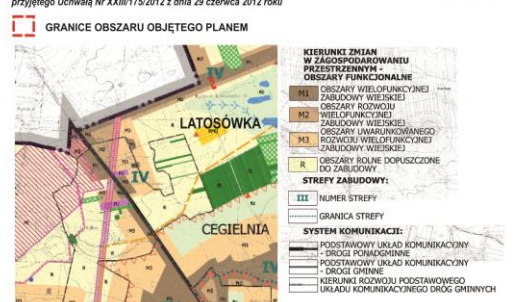 przyjętego Uchwałą Nr XXIII/175/2012 z dnia 29 czerwca 2012 roku
GRANICE OBSZARU OBJĘTEGO PLANEM
KIERUNKI ZMIAN
W ZAGOSPODAROWANIU
PRZESTRZENNYM -
OBSZARY FUNKCJONALNE
M1 OBSZARY WIELOFUNKCYJNEJ
ZABUDOWY WIEJSKIEJ
M2 OBSZARY ROZWOJU
WIELOFUNKCYJNEJ
ZABUDOWY WIEJSKIEJ
M3 OBSZARY UWARUNKOWANEGO
ROZWOJU WIELOFUNKCYJNEJ
ZABUDOWY WIEJSKIEJ
R OBSZARY ROLNE DOPUSZCZONE
DO ZABUDOWY
STREFY ZABUDOWY:
III NUMER STREFY
GRANICA STREFY
SYSTEM KOMUNIKACJI:
PODSTAWOWY UKŁAD KOMUNIKACYJNY
- DROGI PONADGMINNE
PODSTAWOWY UKŁAD KOMUNIKACYJNY
- DROGI GMINNE
KIERUNKI ROZWOJU PODSTAWOWEGO
UKŁADU KOMUNIKACYJNEGO DRÓG GMINNYCH
IV
LATOSÓWKA
IV
CEGIELNIA
IV